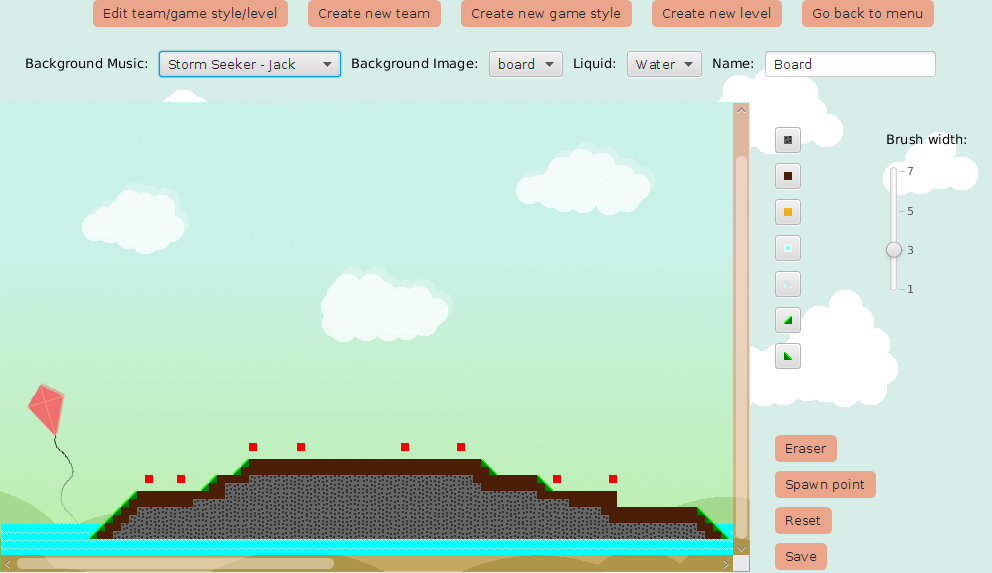 Edit team/game style/level Create new team Create new game style Create new level Go back to menu
Background Music: Storm Seeker - Jack Background Image: board Liquid: Water Name: Board
Brush width:
7
5
3
1
Eraser
Spawn point
Reset
Save